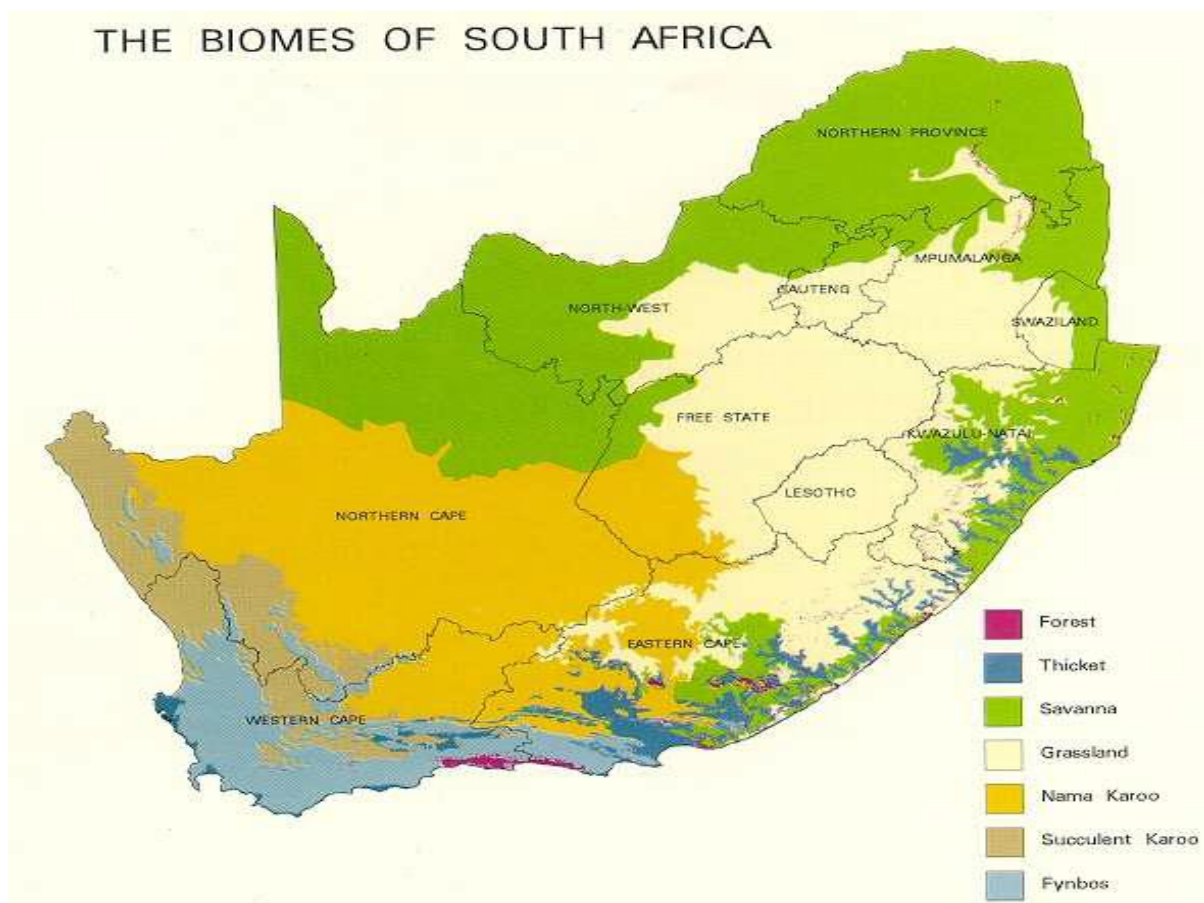 THE BIOMES OF SOUTH AFRICA
NORTHERN PROVINCE
MPUMALANGA
GAUTENG
NORTH-WEST
SWAZILAND
FREE STATE
KWAZULU-NATAL
LESOTHO
NORTHERN CAPE
EASTERN CAPE
WESTERN CAPE
Forest
Thicket
Savanna
Grassland
Nama Karoo
Succulent Karoo
Fynbos